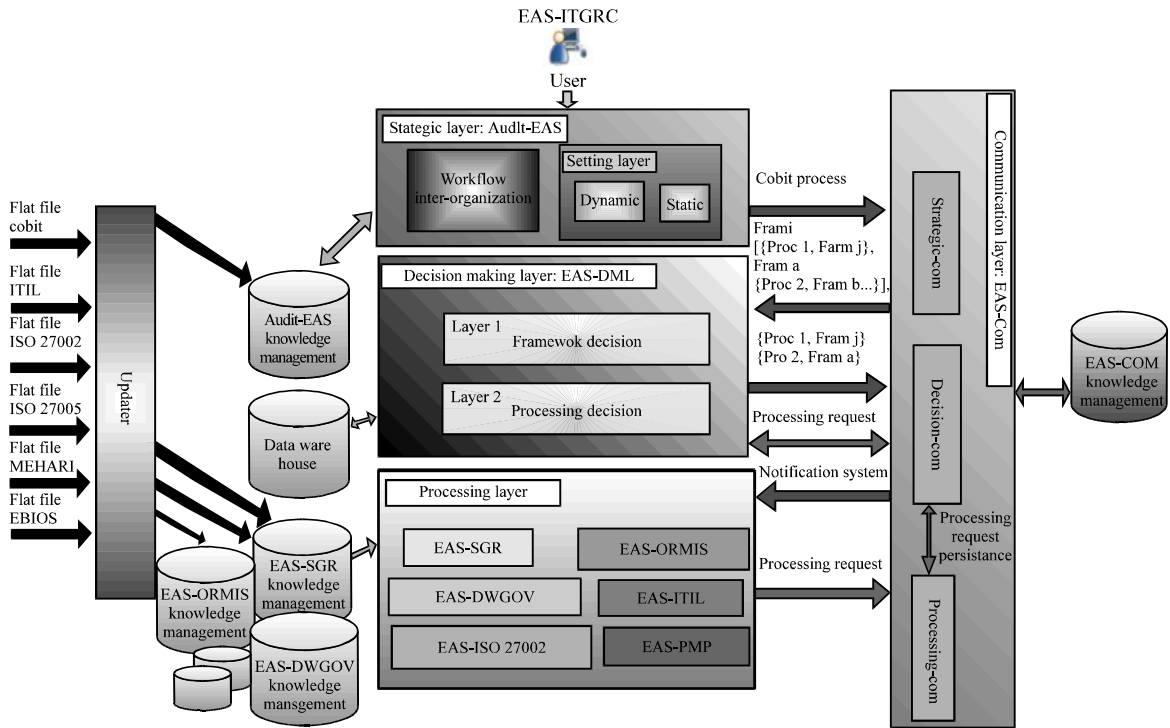 EAS-ITGRC
User
Stategic layer: Audlt-EAS
Workflow
inter-organization
Setting layer
Dynamic
Static
Cobit process
Frami
[{Proc 1, Farm j},
Fram a
{Proc 2, Fram b...}],
Decision making layer: EAS-DML
Layer 1
Framewok decision
Layer 2
Processing decision
{Proc 1, Fram j}
{Pro 2, Fram a}
Processing request
Notification system
Processing layer
EAS-SGR
EAS-ORMIS
EAS-DWGOV
EAS-ITIL
EAS-ISO 27002
EAS-PMP
Processing request
Flat file
cobit
Flat file
ITIL
Flat file
ISO 27002
Flat file
ISO 27005
Flat file
MEHARI
Flat file
EBIOS
Updater
Audit-EAS
knowledge
management
Data ware
house
EAS-SGR
knowledge
management
EAS-ORMIS
knowledge
management
EAS-DWGOV
knowledge
mansgement
Communication layer: EAS-Com
Strategic-com
Decision-com
Processing
request
persistance
Processing-com
EAS-COM
knowledge
management